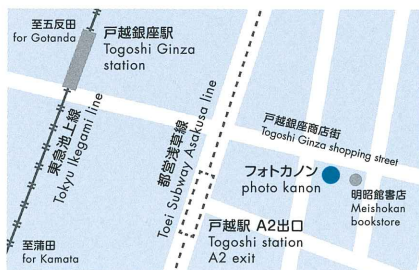 至五反田
for Gotanda
戸越銀座駅
Togoshi Ginza
station
東急池上線
Tokyu Ikegami line
都営浅草線
Toei Subway Asakusa line
戸越銀座商店街
Togoshi Ginza shopping street
フォトカノン
photo kanon
明昭館書店
Meishokan
bookstore
戸越駅 A2出口
Togoshi station
A2 exit
至蒲田
for Kamata